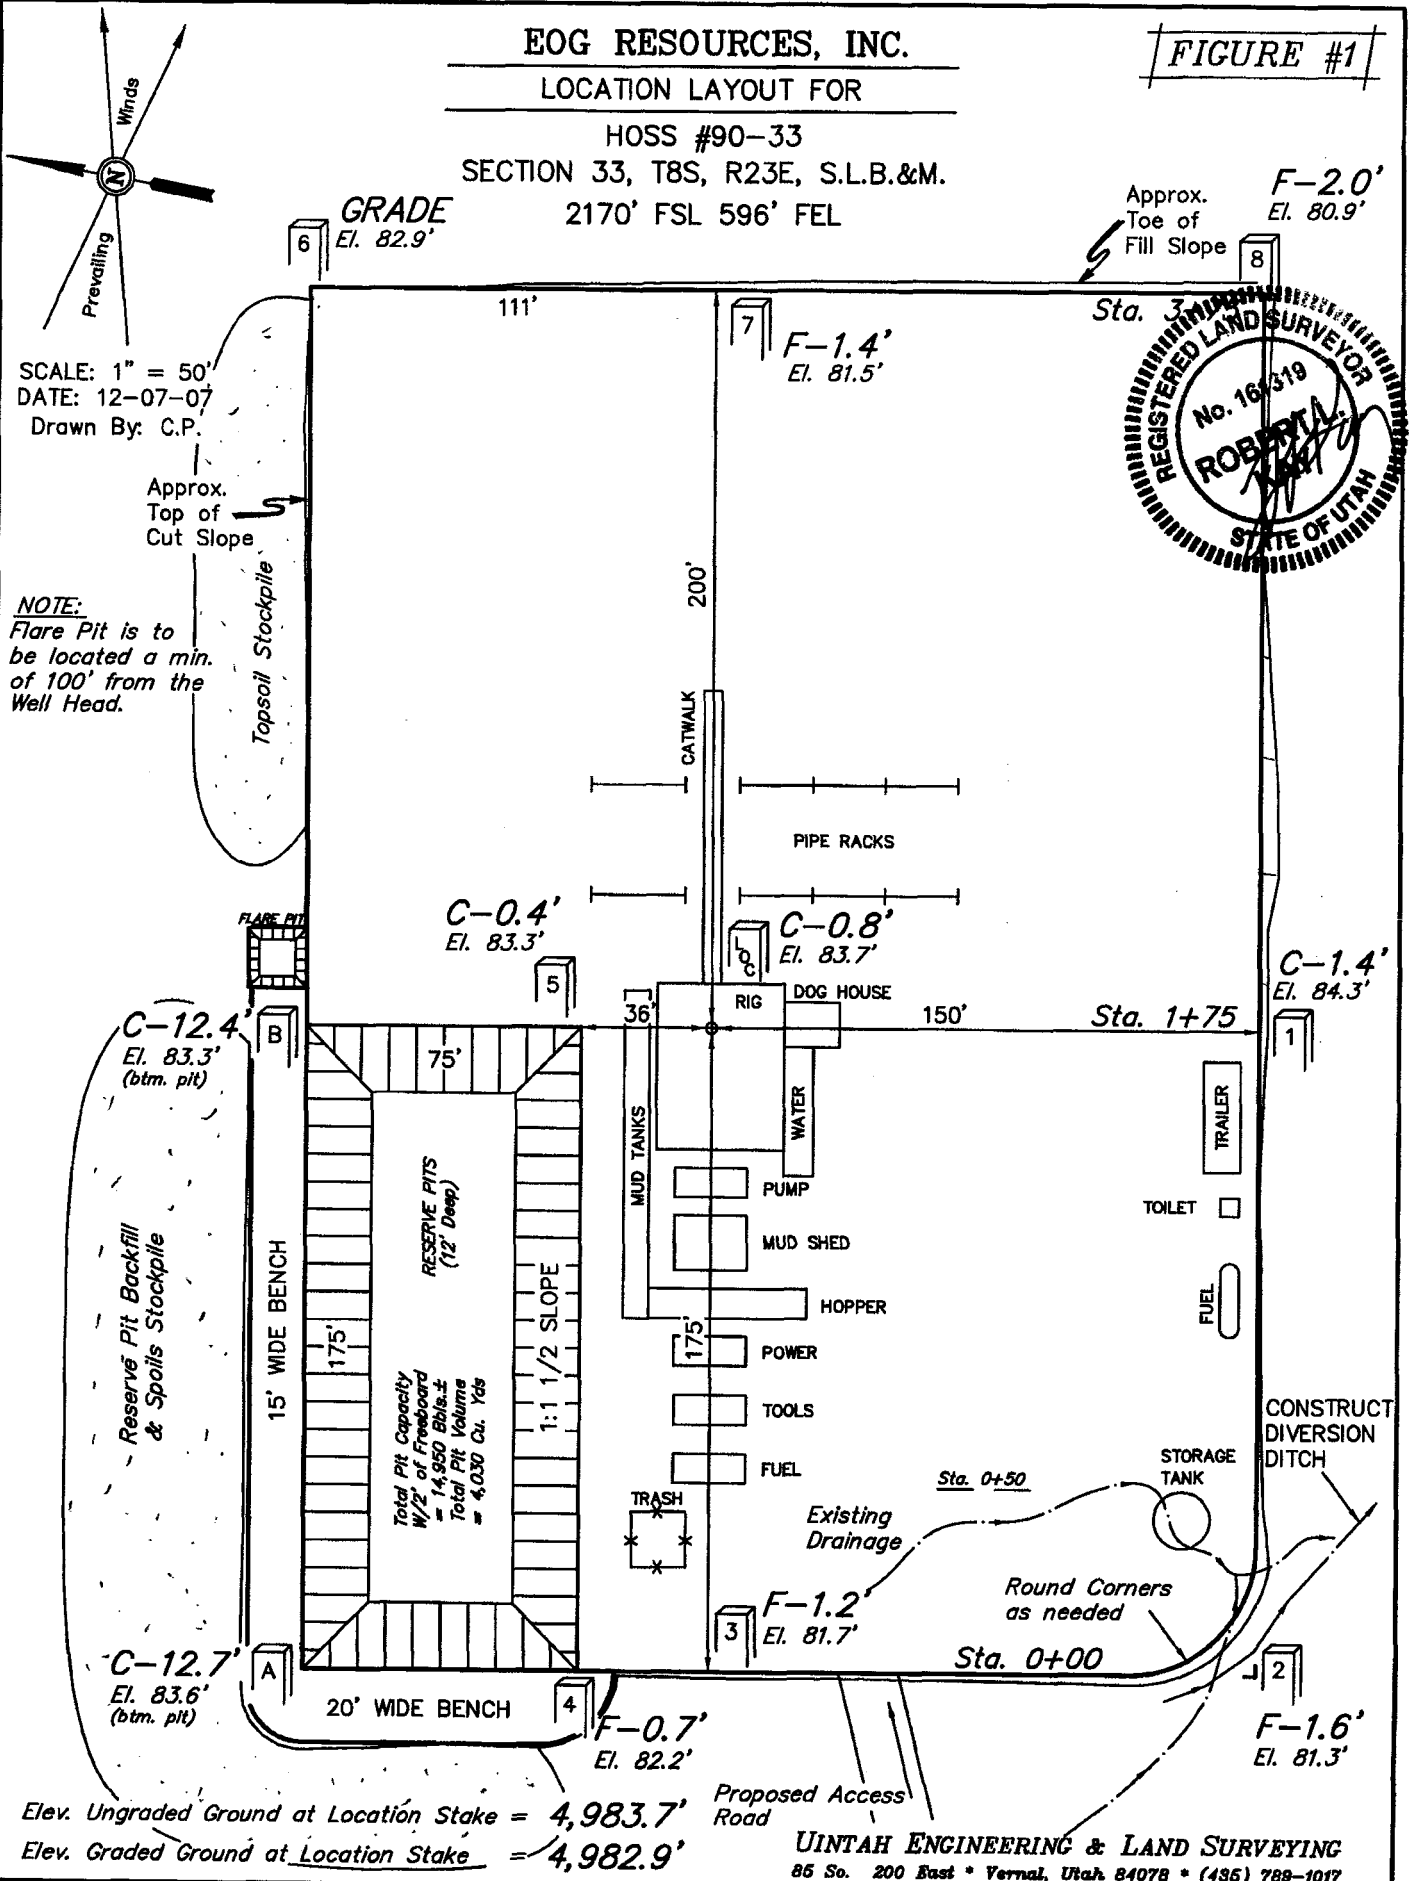 EOG RESOURCES, INC.
LOCATION LAYOUT FOR
HOSS #90-33
SECTION 33, T8S, R23E, S.L.B.&M.
2170' FSL 596' FEL
FIGURE #1
Winds
N
Prevailing
SCALE: 1" = 50'
DATE: 12-07-07
Drawn By: C.P.
6
GRADE
El. 82.9'
Approx.
Toe of
Fill Slope
F-2.0'
El. 80.9'
8
111'
7
F-1.4'
El. 81.5'
Sta.
REGISTERED LAND SURVEYOR
No. 161319
ROBERT L.
KAY
STATE OF UTAH
Approx.
Top of
Cut Slope
Topsoil Stockpile
200'
NOTE:
Flare Pit is to
be located a min.
of 100' from the
Well Head.
CATWALK
PIPE RACKS
FLARE PIT
C-0.4'
El. 83.3'
5
LOC
C-0.8'
El. 83.7'
C-1.4'
El. 84.3'
1
RIG
DOG HOUSE
36'
150'
Sta. 1+75
C-12.4'
El. 83.3'
(btm. pit)
B
75'
MUD TANKS
WATER
TRAILER
RESERVE PITS
(12' Deep)
PUMP
TOILET
MUD SHED
Reserve Pit Backfill
& Spoils Stockpile
15' WIDE BENCH
175'
1:1 1/2 SLOPE
HOPPER
FUEL
175'
POWER
Total Pit Capacity
W/2' of Freeboard
= 14,950 Bbls.±
Total Pit Volume
= 4,030 Cu. Yds
TOOLS
FUEL
TRASH
CONSTRUCT
DIVERSION
DITCH
STORAGE
TANK
Sta. 0+50
Existing
Drainage
Round Corners
as needed
3
F-1.2'
El. 81.7'
Sta. 0+00
C-12.7'
El. 83.6'
(btm. pit)
A
20' WIDE BENCH
4
F-0.7'
El. 82.2'
2
F-1.6'
El. 81.3'
Proposed Access
Road
Elev. Ungraded Ground at Location Stake = 4,983.7'
Elev. Graded Ground at Location Stake = 4,982.9'
UINTAH ENGINEERING & LAND SURVEYING
85 So. 200 East * Vernal, Utah 84078 * (435) 789-1017